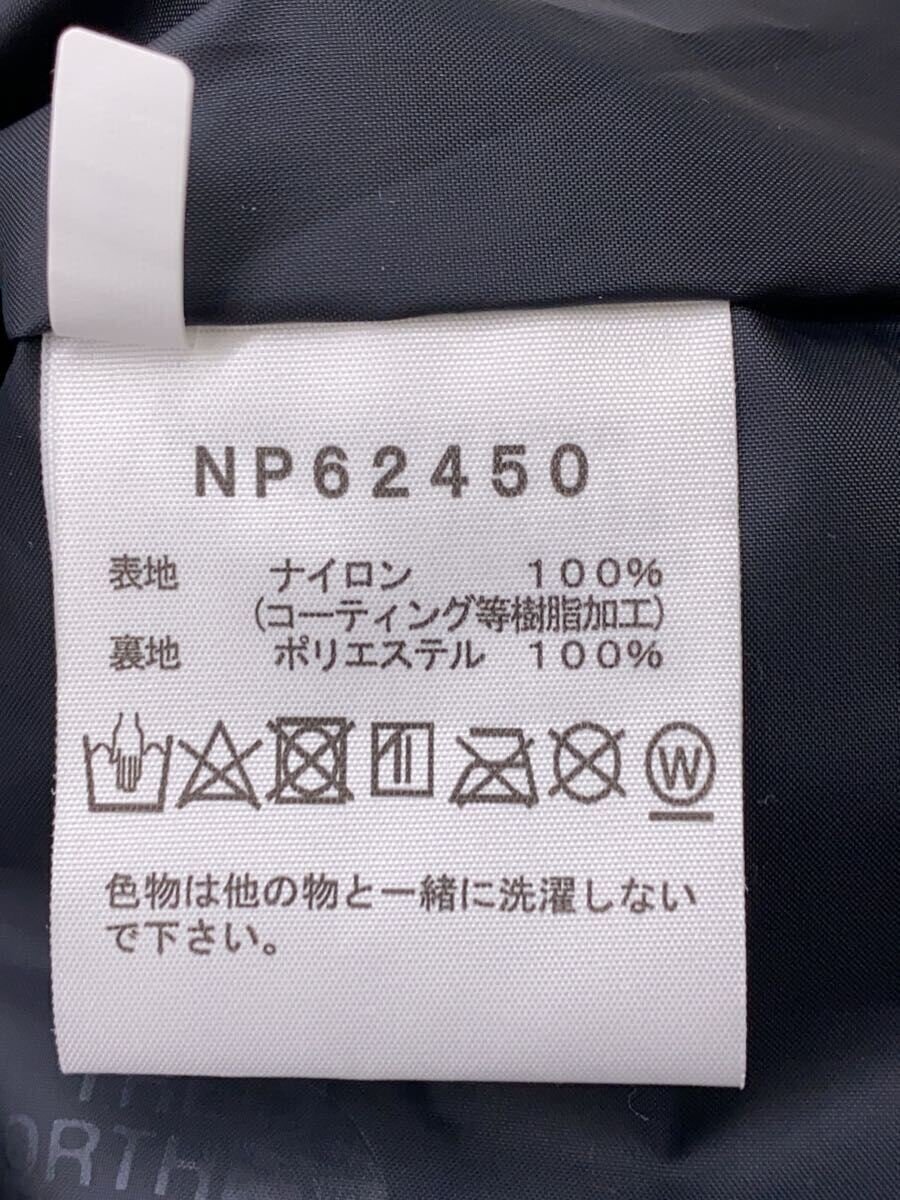 NP62450
表地 ナイロン 100%
(コーティング等樹脂加工)
裏地 ポリエステル 100%
W
色物は他の物と一緒に洗濯しない
で下さい。
THE
ORTH